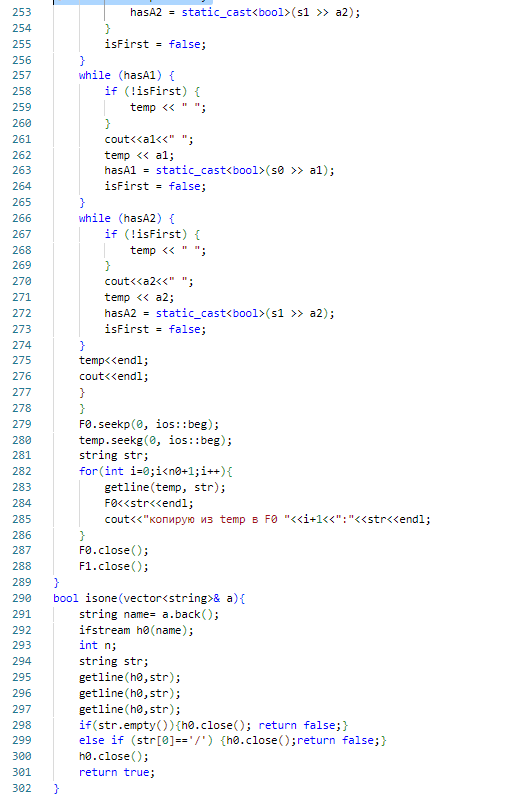 253 hasA2 = static_cast<bool>(s1 >> a2);
254 }
255 isFirst = false;
256 }
257 while (hasA1) {
258 if (!isFirst) {
259 temp << " ";
260 }
261 cout<<a1<<" ";
262 temp << a1;
263 hasA1 = static_cast<bool>(s0 >> a1);
264 isFirst = false;
265 }
266 while (hasA2) {
267 if (!isFirst) {
268 temp << " ";
269 }
270 cout<<a2<<" ";
271 temp << a2;
272 hasA2 = static_cast<bool>(s1 >> a2);
273 isFirst = false;
274 }
275 temp<<endl;
276 cout<<endl;
277 }
278 }
279 F0.seekp(0, ios::beg);
280 temp.seekg(0, ios::beg);
281 string str;
282 for(int i=0;i<n0+1;i++){
283 getline(temp, str);
284 F0<<str<<endl;
285 cout<<"копирую из temp в F0 "<<i+1<<":"<<str<<endl;
286 }
287 F0.close();
288 F1.close();
289 }
290 bool isone(vector<string>& a){
291 string name= a.back();
292 ifstream h0(name);
293 int n;
294 string str;
295 getline(h0,str);
296 getline(h0,str);
297 getline(h0,str);
298 if(str.empty()){h0.close(); return false;}
299 else if (str[0]=='/') {h0.close();return false;}
300 h0.close();
301 return true;
302 }